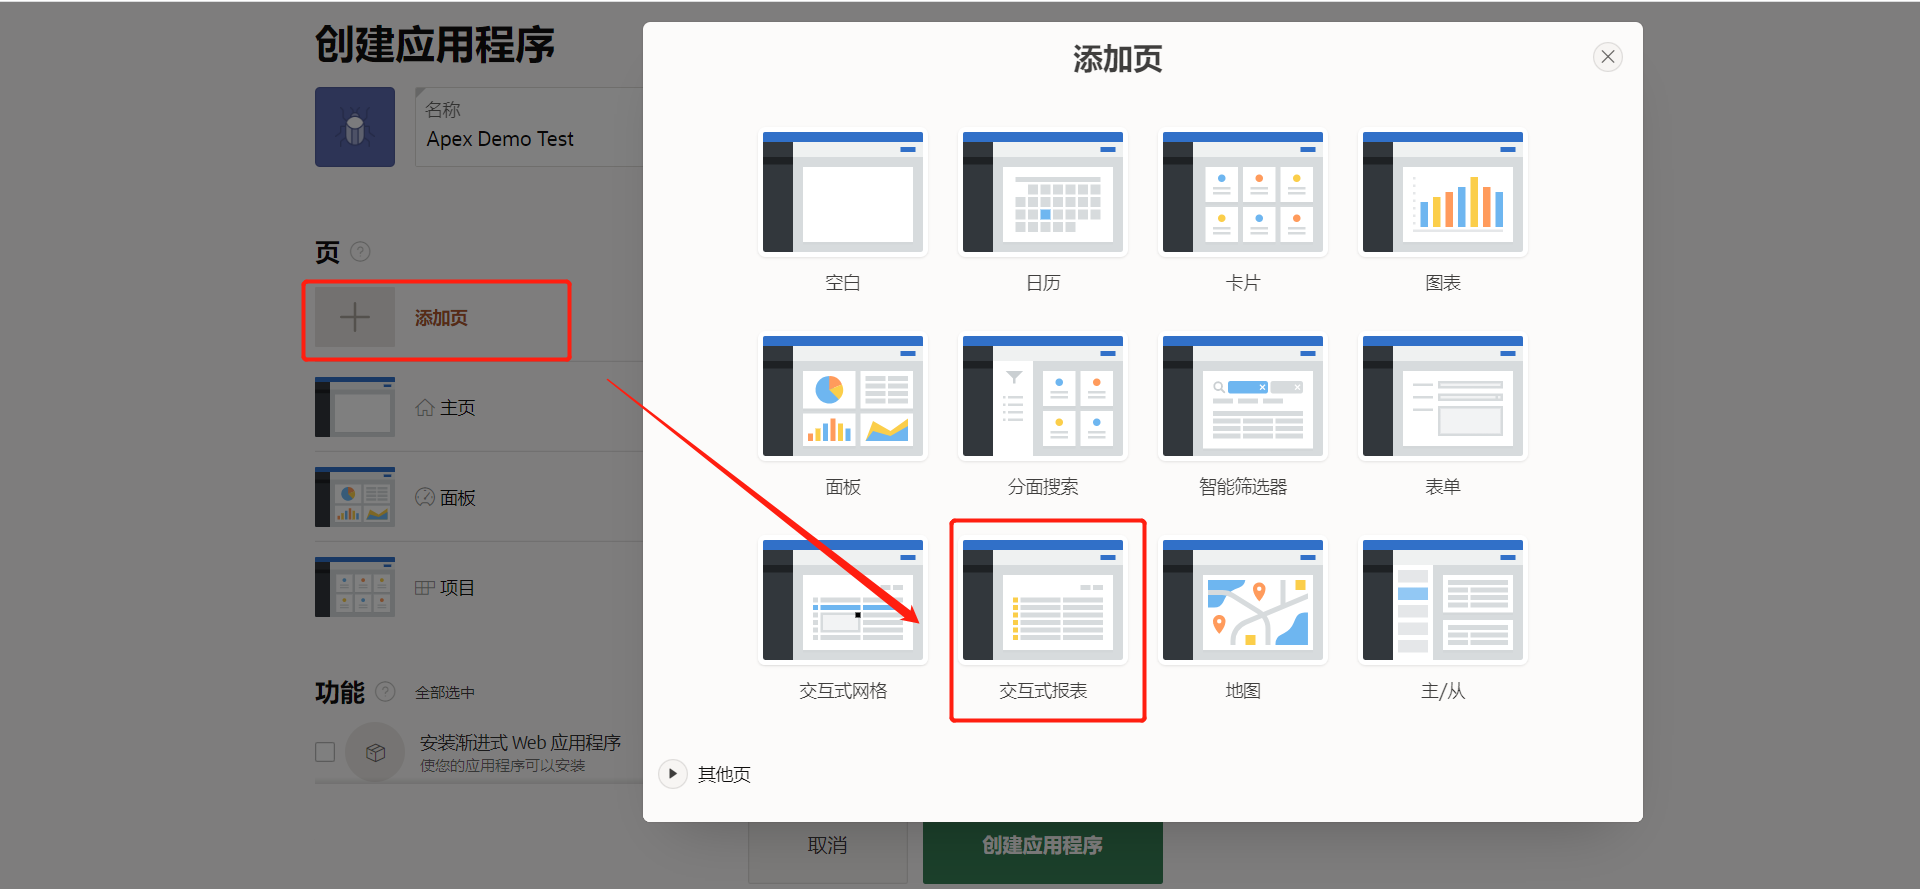 创建应用程序
名称
Apex Demo Test
页
添加页
主页
面板
项目
功能 全部选中
安装渐进式 Web 应用程序
使您的应用程序可以安装
添加页
空白 日历 卡片 图表
面板 分面搜索 智能筛选器 表单
交互式网格 交互式报表 地图 主/从
其他页
取消 创建应用程序